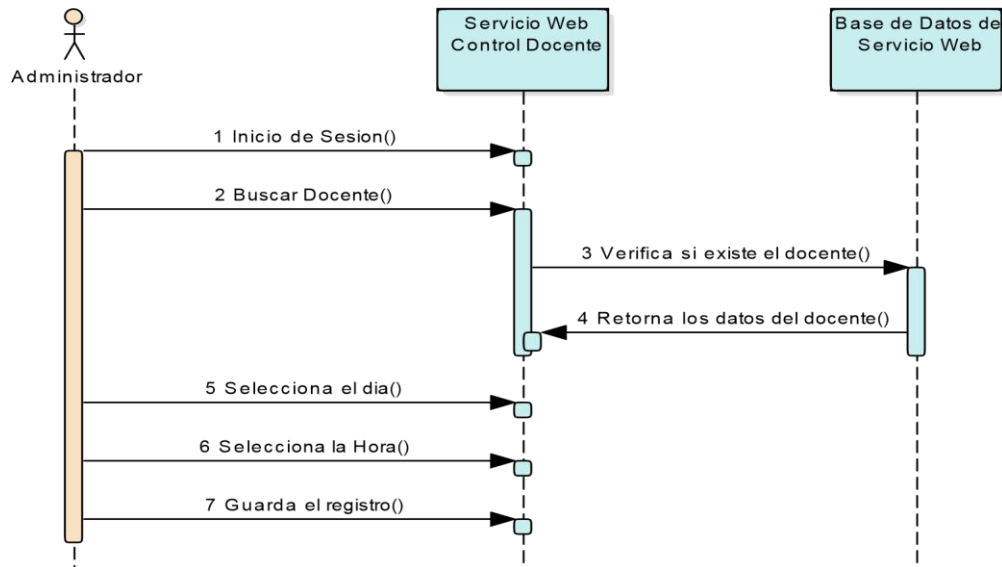 Servicio Web
Control Docente
Base de Datos de
Servicio Web
Administrador
1 Inicio de Sesion()
2 Buscar Docente()
3 Verifica si existe el docente()
4 Retorna los datos del docente()
5 Selecciona el dia()
6 Selecciona la Hora()
7 Guarda el registro()